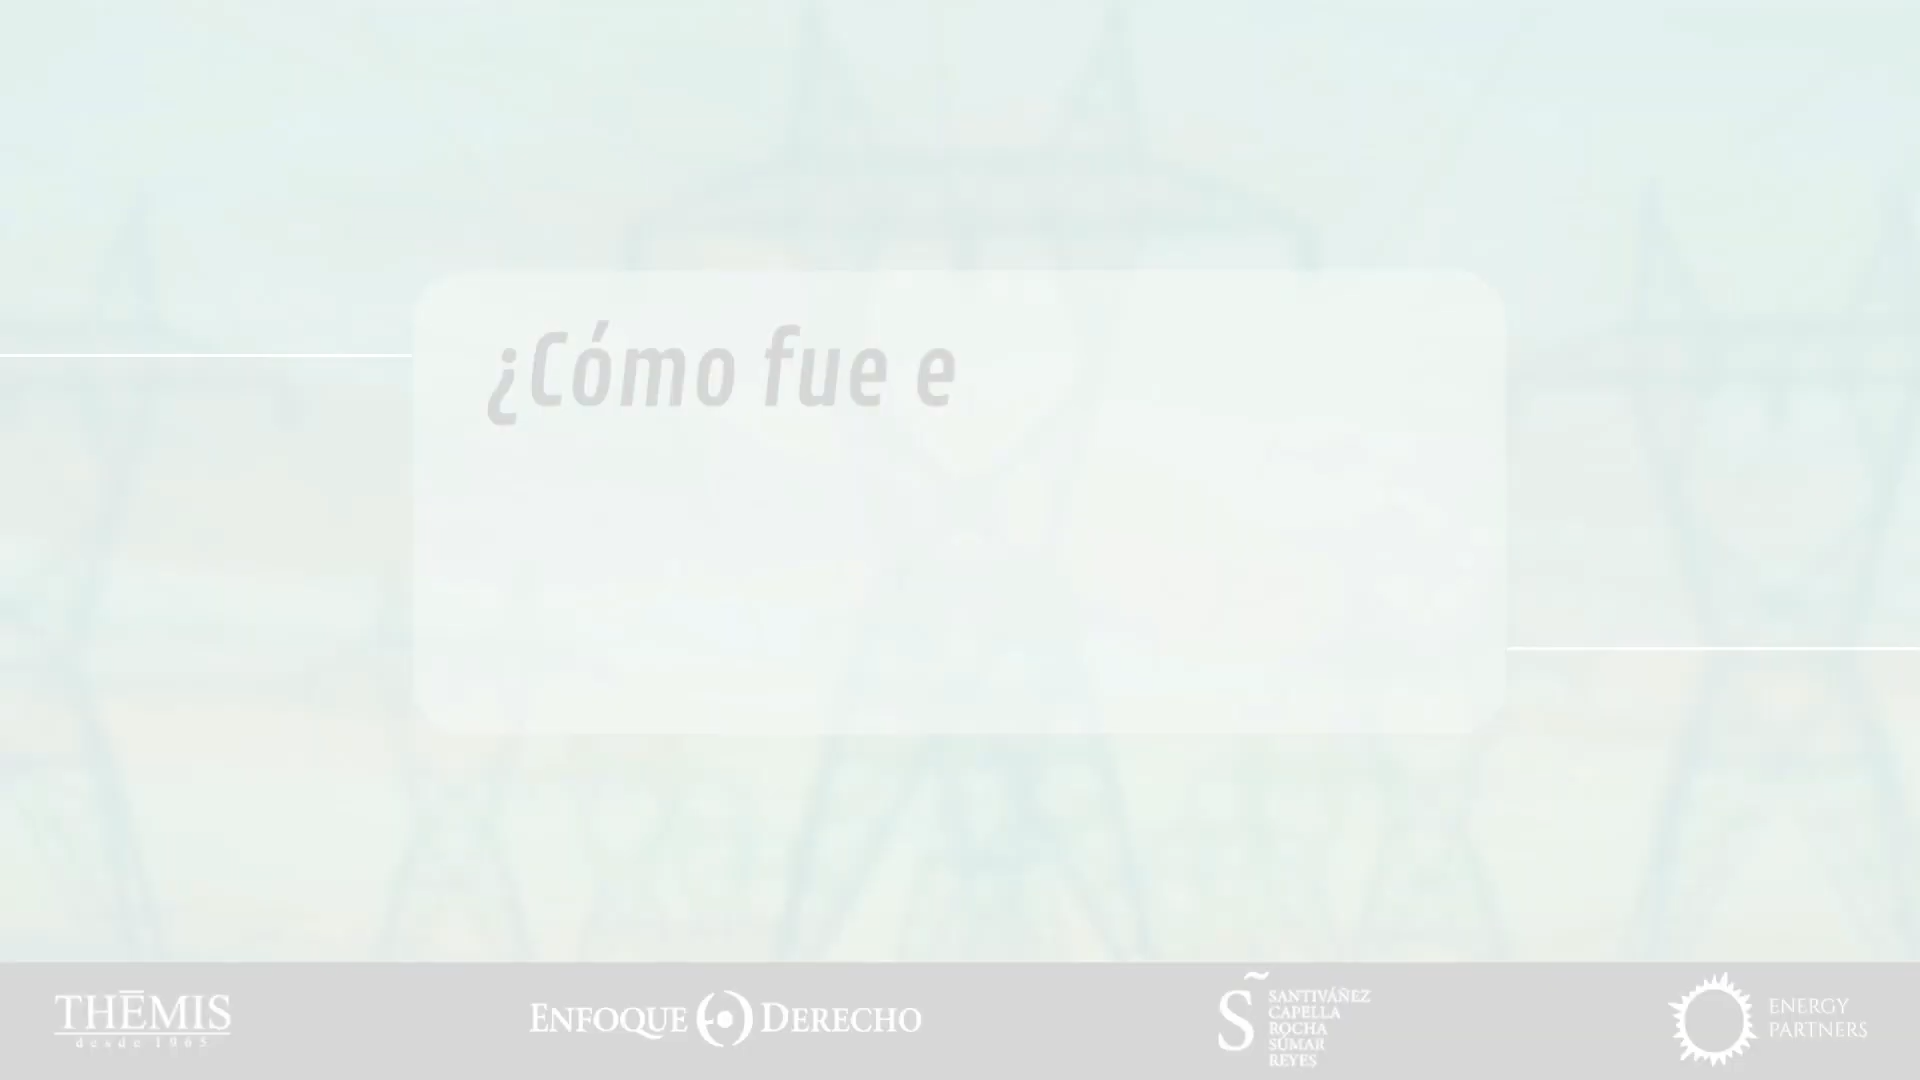 ¿Cómo fue e
THĒMIS
desde 1965
ENFOQUE DERECHO
S̃ SANTIVÁÑEZ
CAPELLA
ROCHA
SÚMAR
REYES
ENERGY
PARTNERS